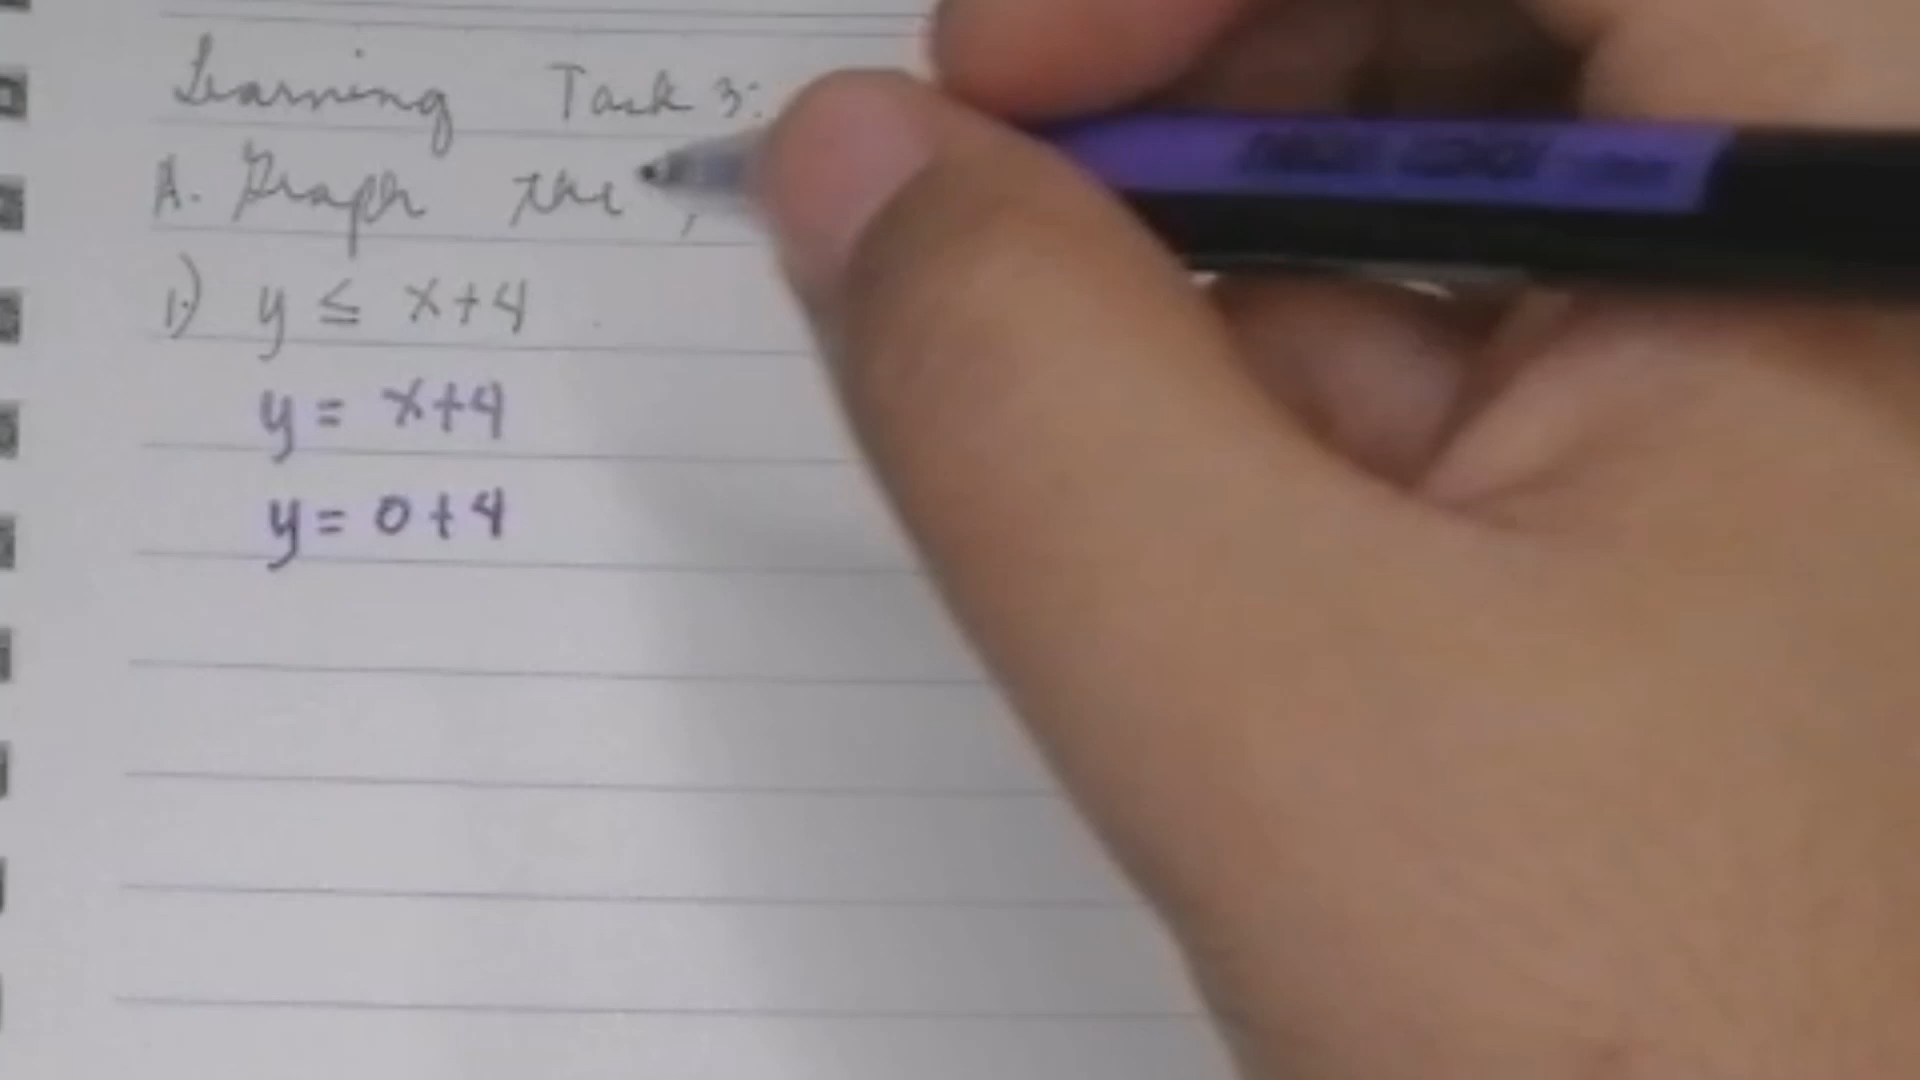 Learning Task 3:
A. Graph the
1.) y ≤ x+4
y = x+4
y = 0+4